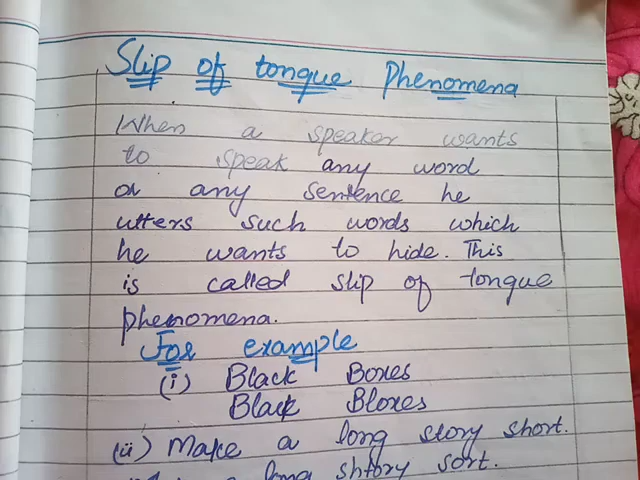 Slip of tongue Phenomena
When a speaker wants
to speak any word
or any sentence he
utters such words which
he wants to hide. This
is called slip of tongue
phenomena.
For example
(i) Black Boxes
Black Bloxes
(ii) Make a long story short.
long shtory sort.